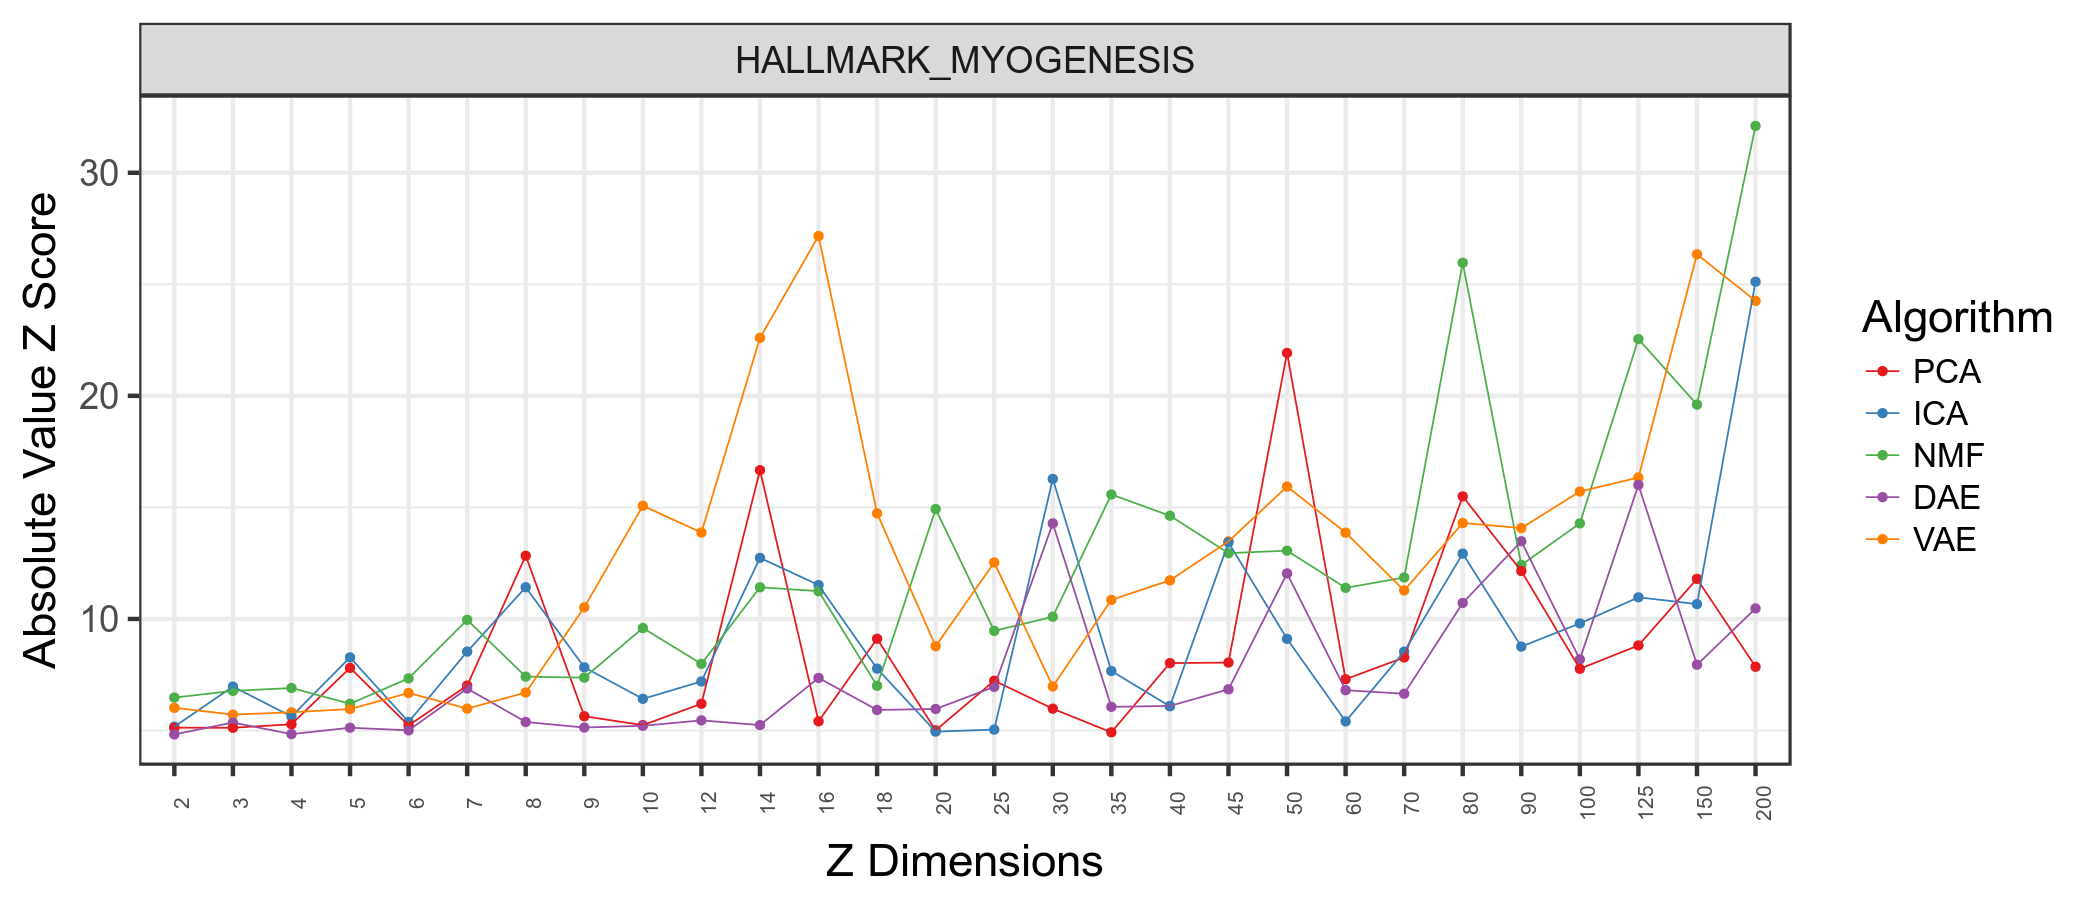 HALLMARK_MYOGENESIS
Absolute Value Z Score
30
20
10
2 3 4 5 6 7 8 9 10 12 14 16 18 20 25 30 35 40 45 50 60 70 80 90 100 125 150 200
Z Dimensions
Algorithm
PCA
ICA
NMF
DAE
VAE